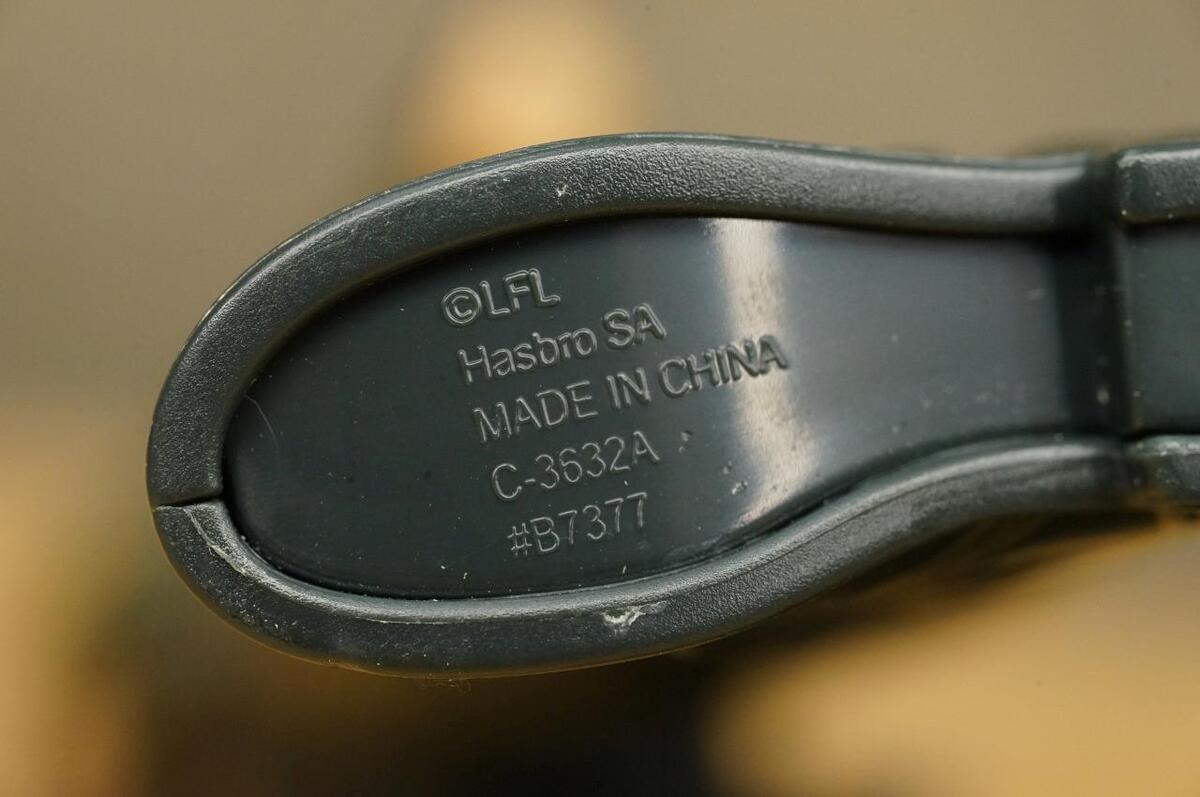 ©LFL
Hasbro SA
MADE IN CHINA
C-3632A
#B7377